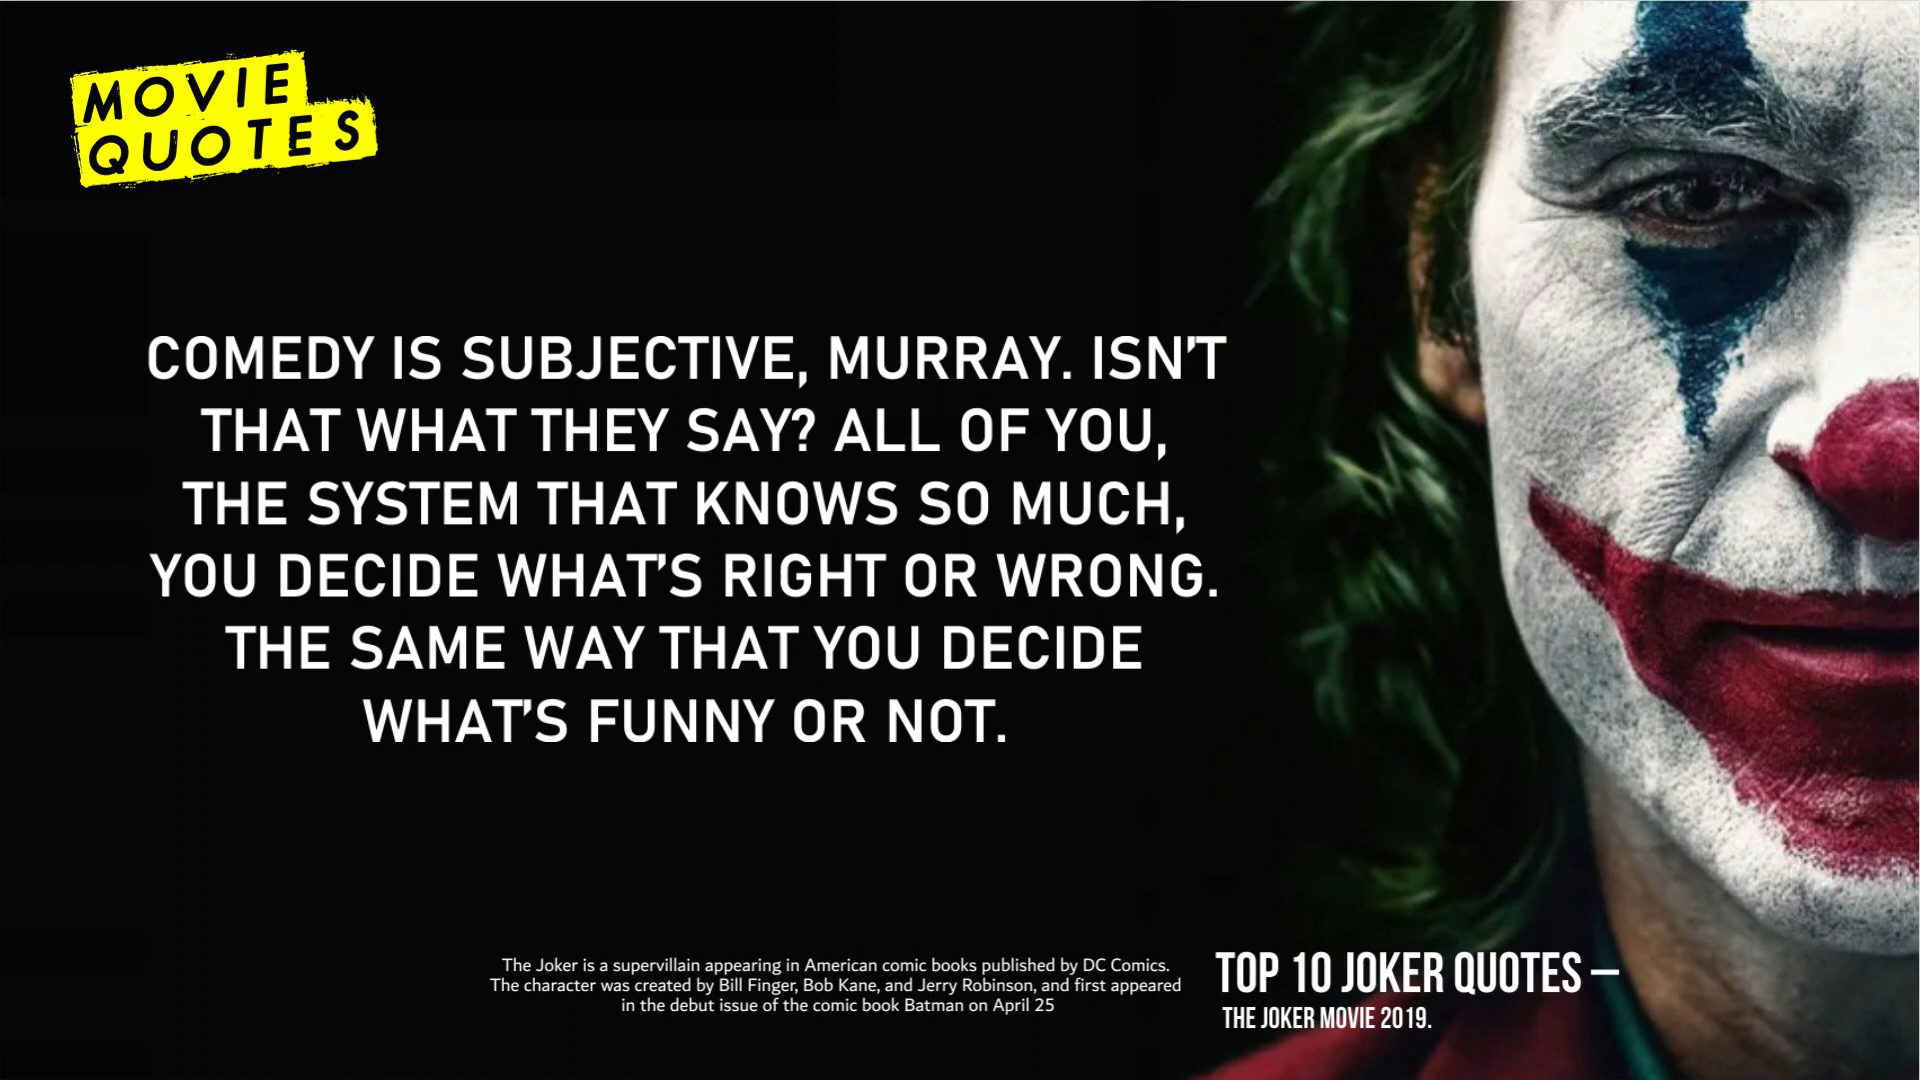 MOVIE
QUOTES
COMEDY IS SUBJECTIVE, MURRAY. ISN'T
THAT WHAT THEY SAY? ALL OF YOU,
THE SYSTEM THAT KNOWS SO MUCH,
YOU DECIDE WHAT'S RIGHT OR WRONG.
THE SAME WAY THAT YOU DECIDE
WHAT'S FUNNY OR NOT.
The Joker is a supervillain appearing in American comic books published by DC Comics.
The character was created by Bill Finger, Bob Kane, and Jerry Robinson, and first appeared
in the debut issue of the comic book Batman on April 25
TOP 10 JOKER QUOTES –
THE JOKER MOVIE 2019.